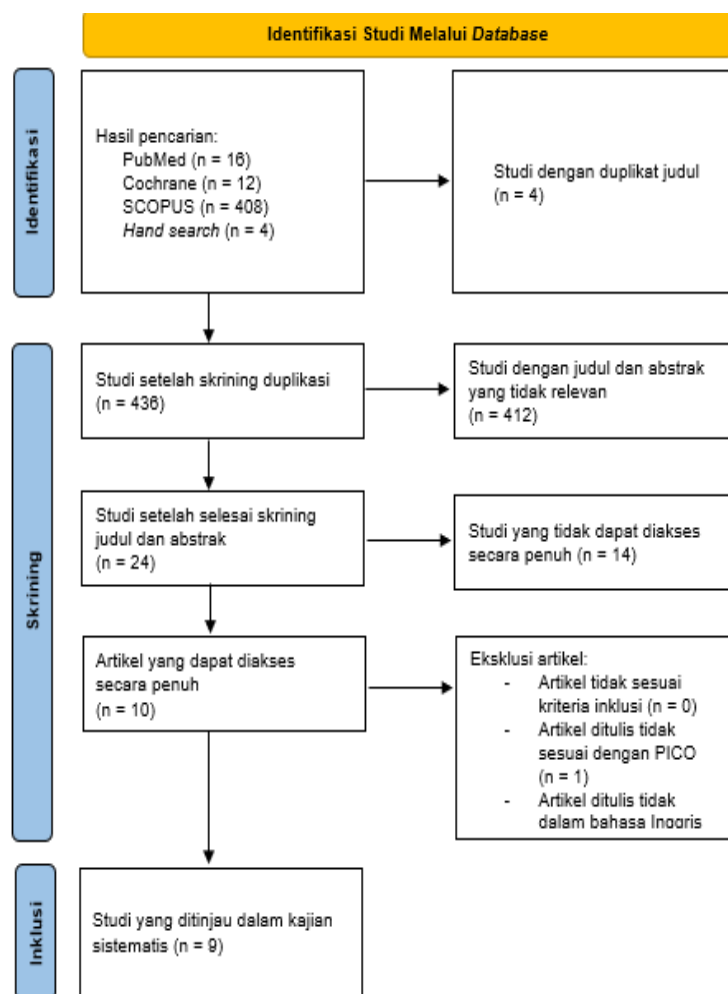 Identifikasi Studi Melalui Database
Identifikasi
Hasil pencarian:
PubMed (n = 16)
Cochrane (n = 12)
SCOPUS (n = 408)
Hand search (n = 4)
Studi dengan duplikat judul
(n = 4)
Skrining
Studi setelah skrining duplikasi
(n = 436)
Studi dengan judul dan abstrak
yang tidak relevan
(n = 412)
Studi setelah selesai skrining
judul dan abstrak
(n = 24)
Studi yang tidak dapat diakses
secara penuh (n = 14)
Artikel yang dapat diakses
secara penuh
(n = 10)
Eksklusi artikel:
- Artikel tidak sesuai
kriteria inklusi (n = 0)
- Artikel ditulis tidak
sesuai dengan PICO
(n = 1)
- Artikel ditulis tidak
dalam bahasa Inggris
Inklusi
Studi yang ditinjau dalam kajian
sistematis (n = 9)